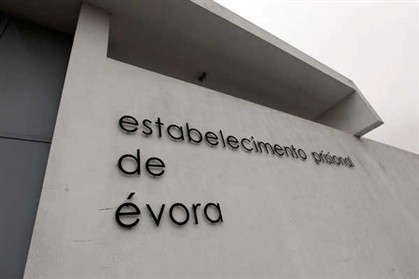 estabelecimento prisional
de
évora